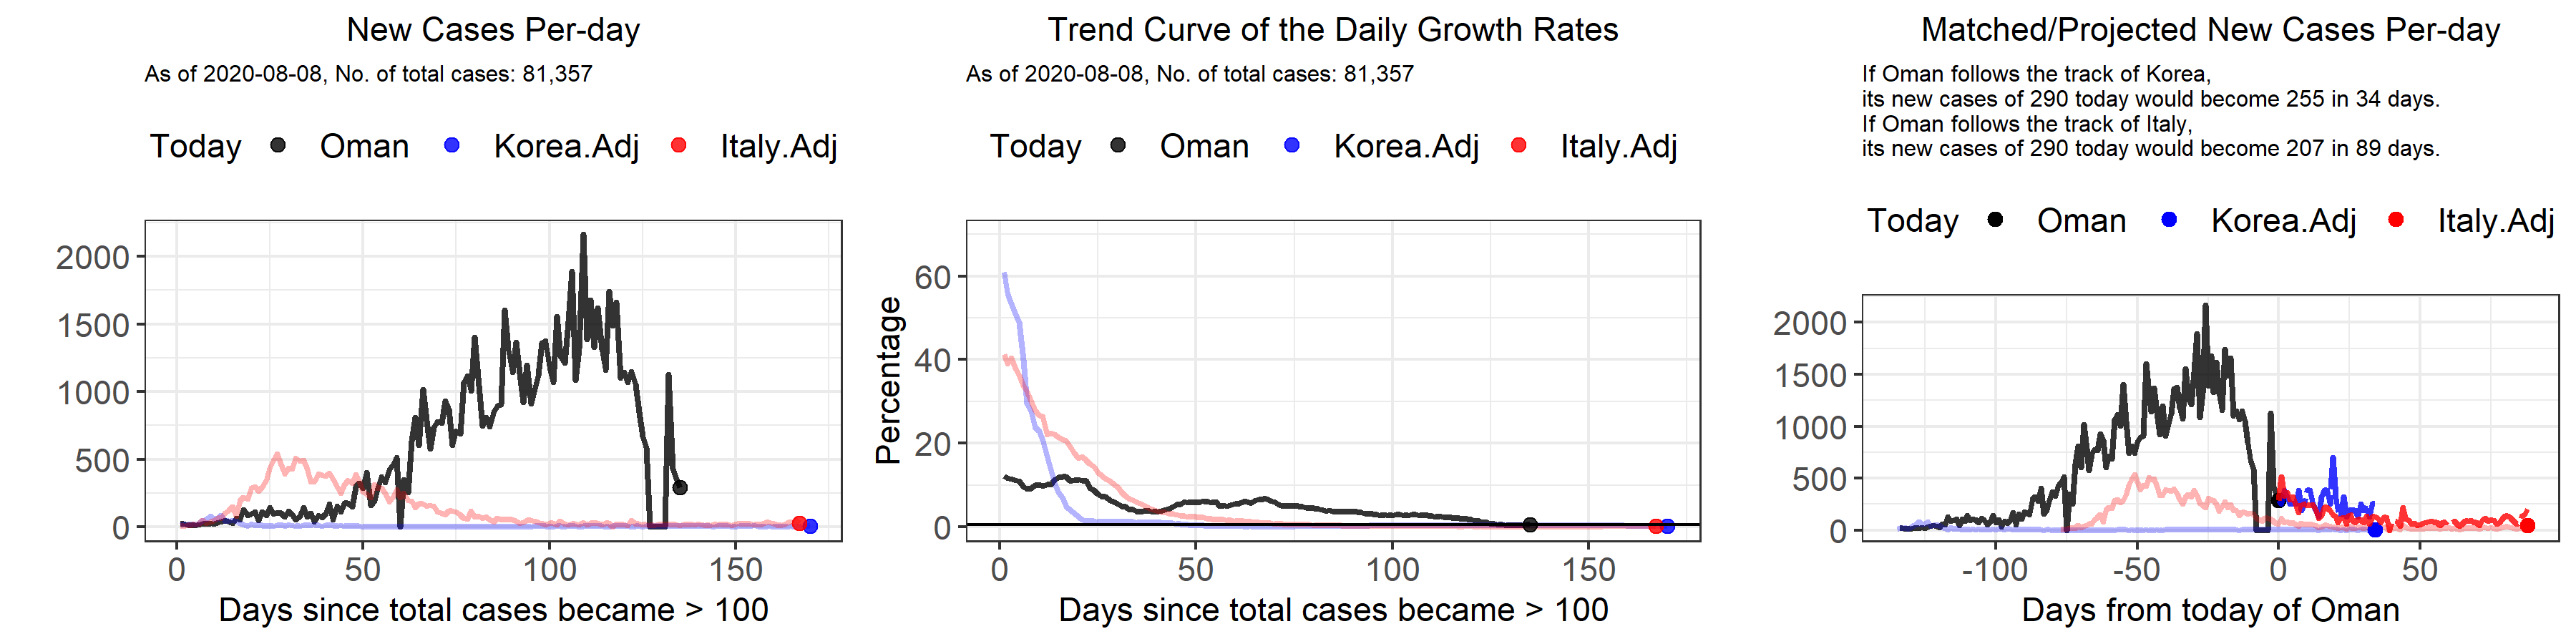 New Cases Per-day
As of 2020-08-08, No. of total cases: 81,357
Today Oman Korea.Adj Italy.Adj
2000
1500
1000
500
0
0 50 100 150
Days since total cases became > 100
Trend Curve of the Daily Growth Rates
As of 2020-08-08, No. of total cases: 81,357
Today Oman Korea.Adj Italy.Adj
Percentage
60
40
20
0
0 50 100 150
Days since total cases became > 100
Matched/Projected New Cases Per-day
If Oman follows the track of Korea,
its new cases of 290 today would become 255 in 34 days.
If Oman follows the track of Italy,
its new cases of 290 today would become 207 in 89 days.
Today Oman Korea.Adj Italy.Adj
2000
1500
1000
500
0
-100 -50 0 50
Days from today of Oman